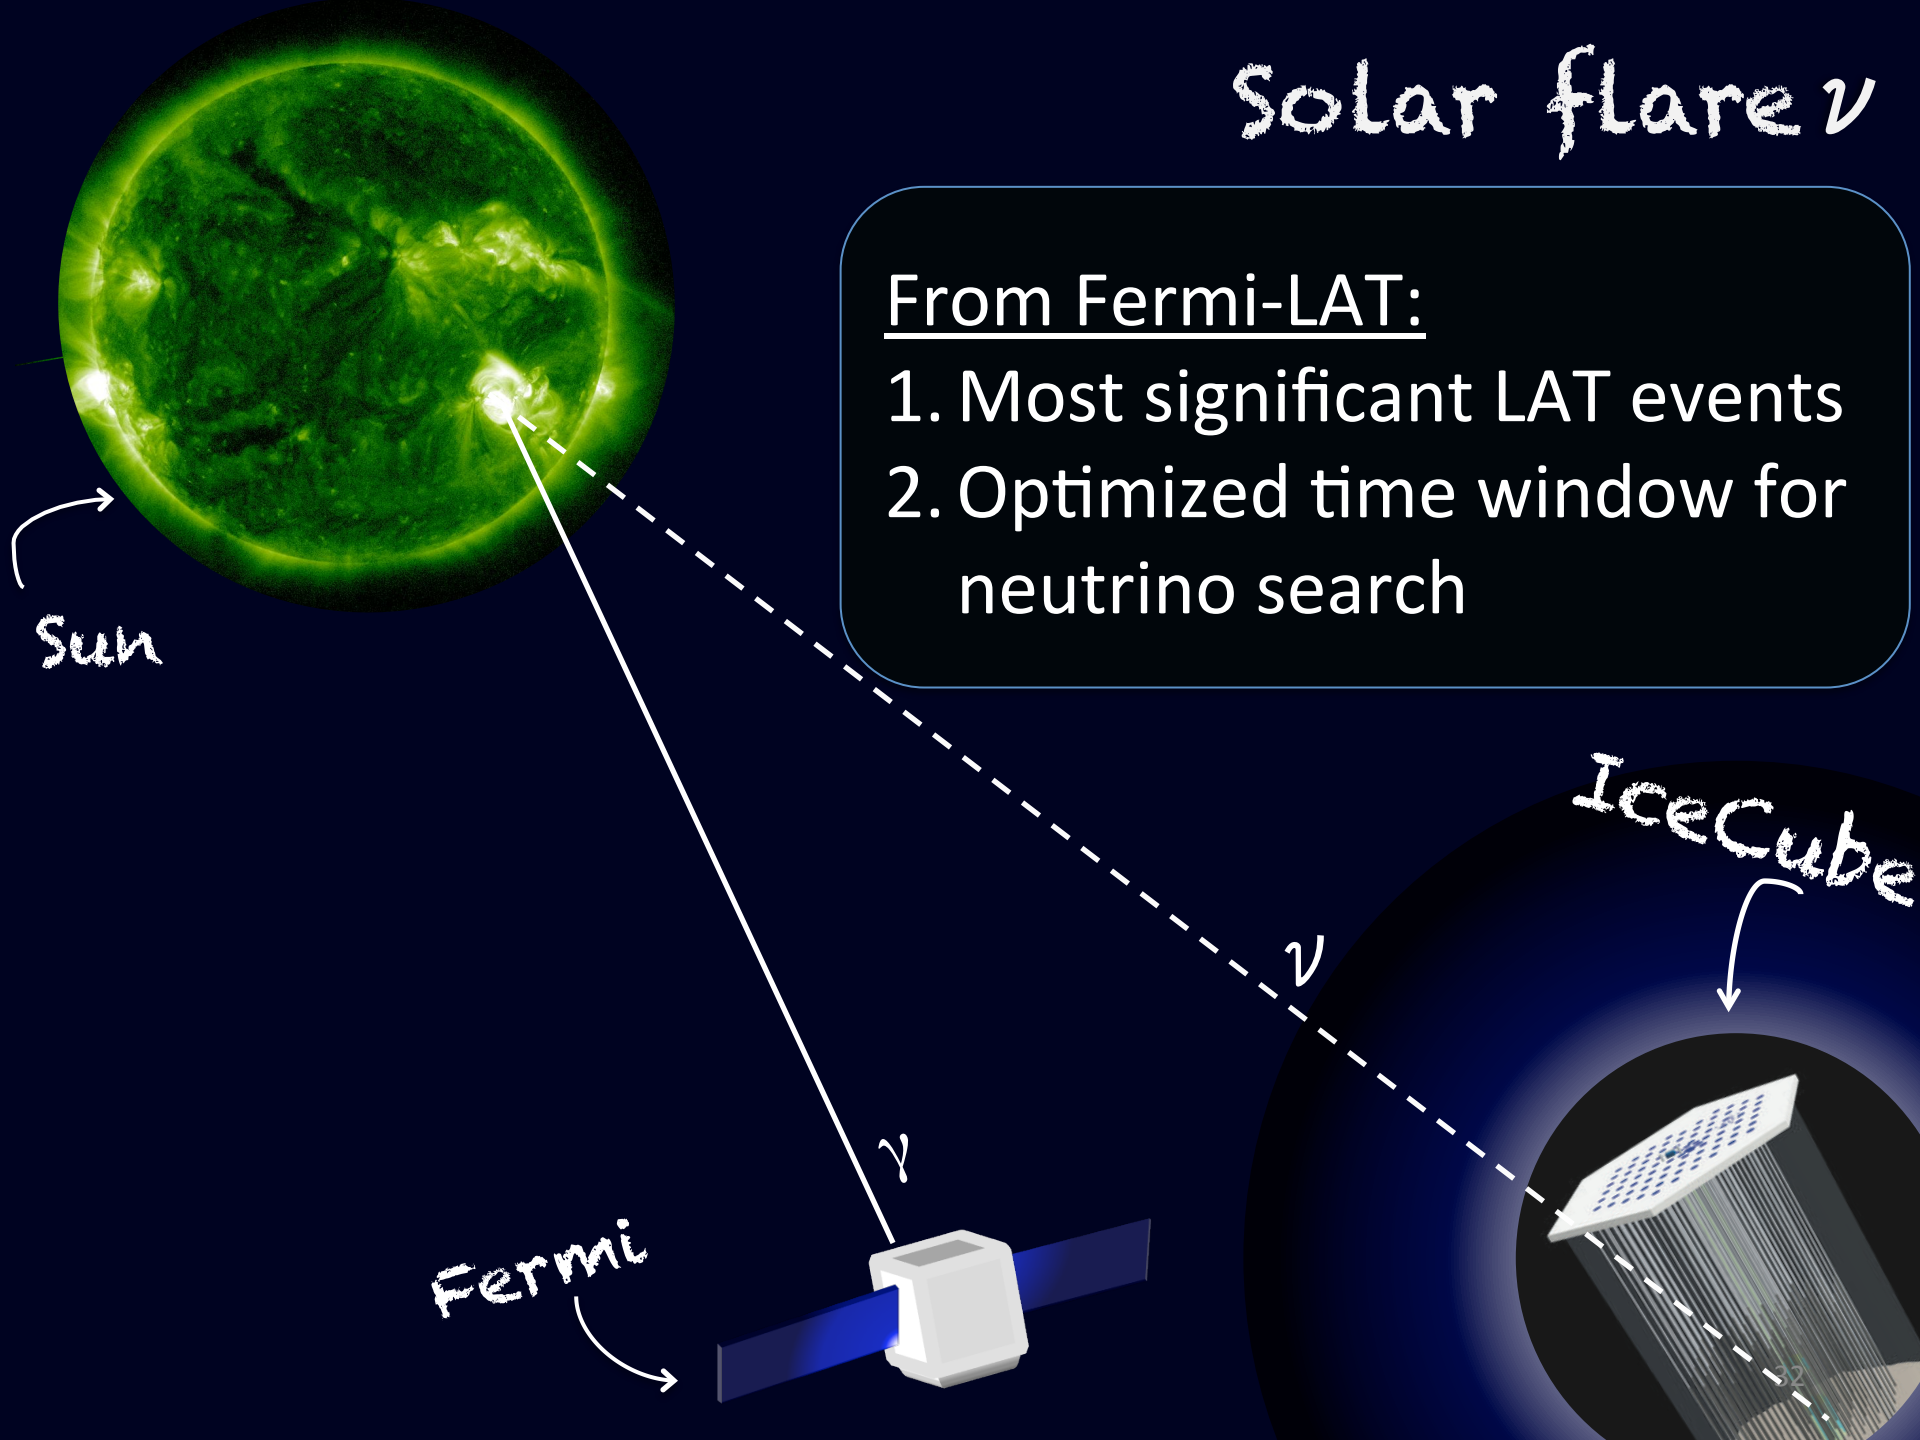 Solar flare ν
From Fermi-LAT:
1. Most significant LAT events
2. Optimized time window for
neutrino search
Sun
IceCube
ν
γ
Fermi
32